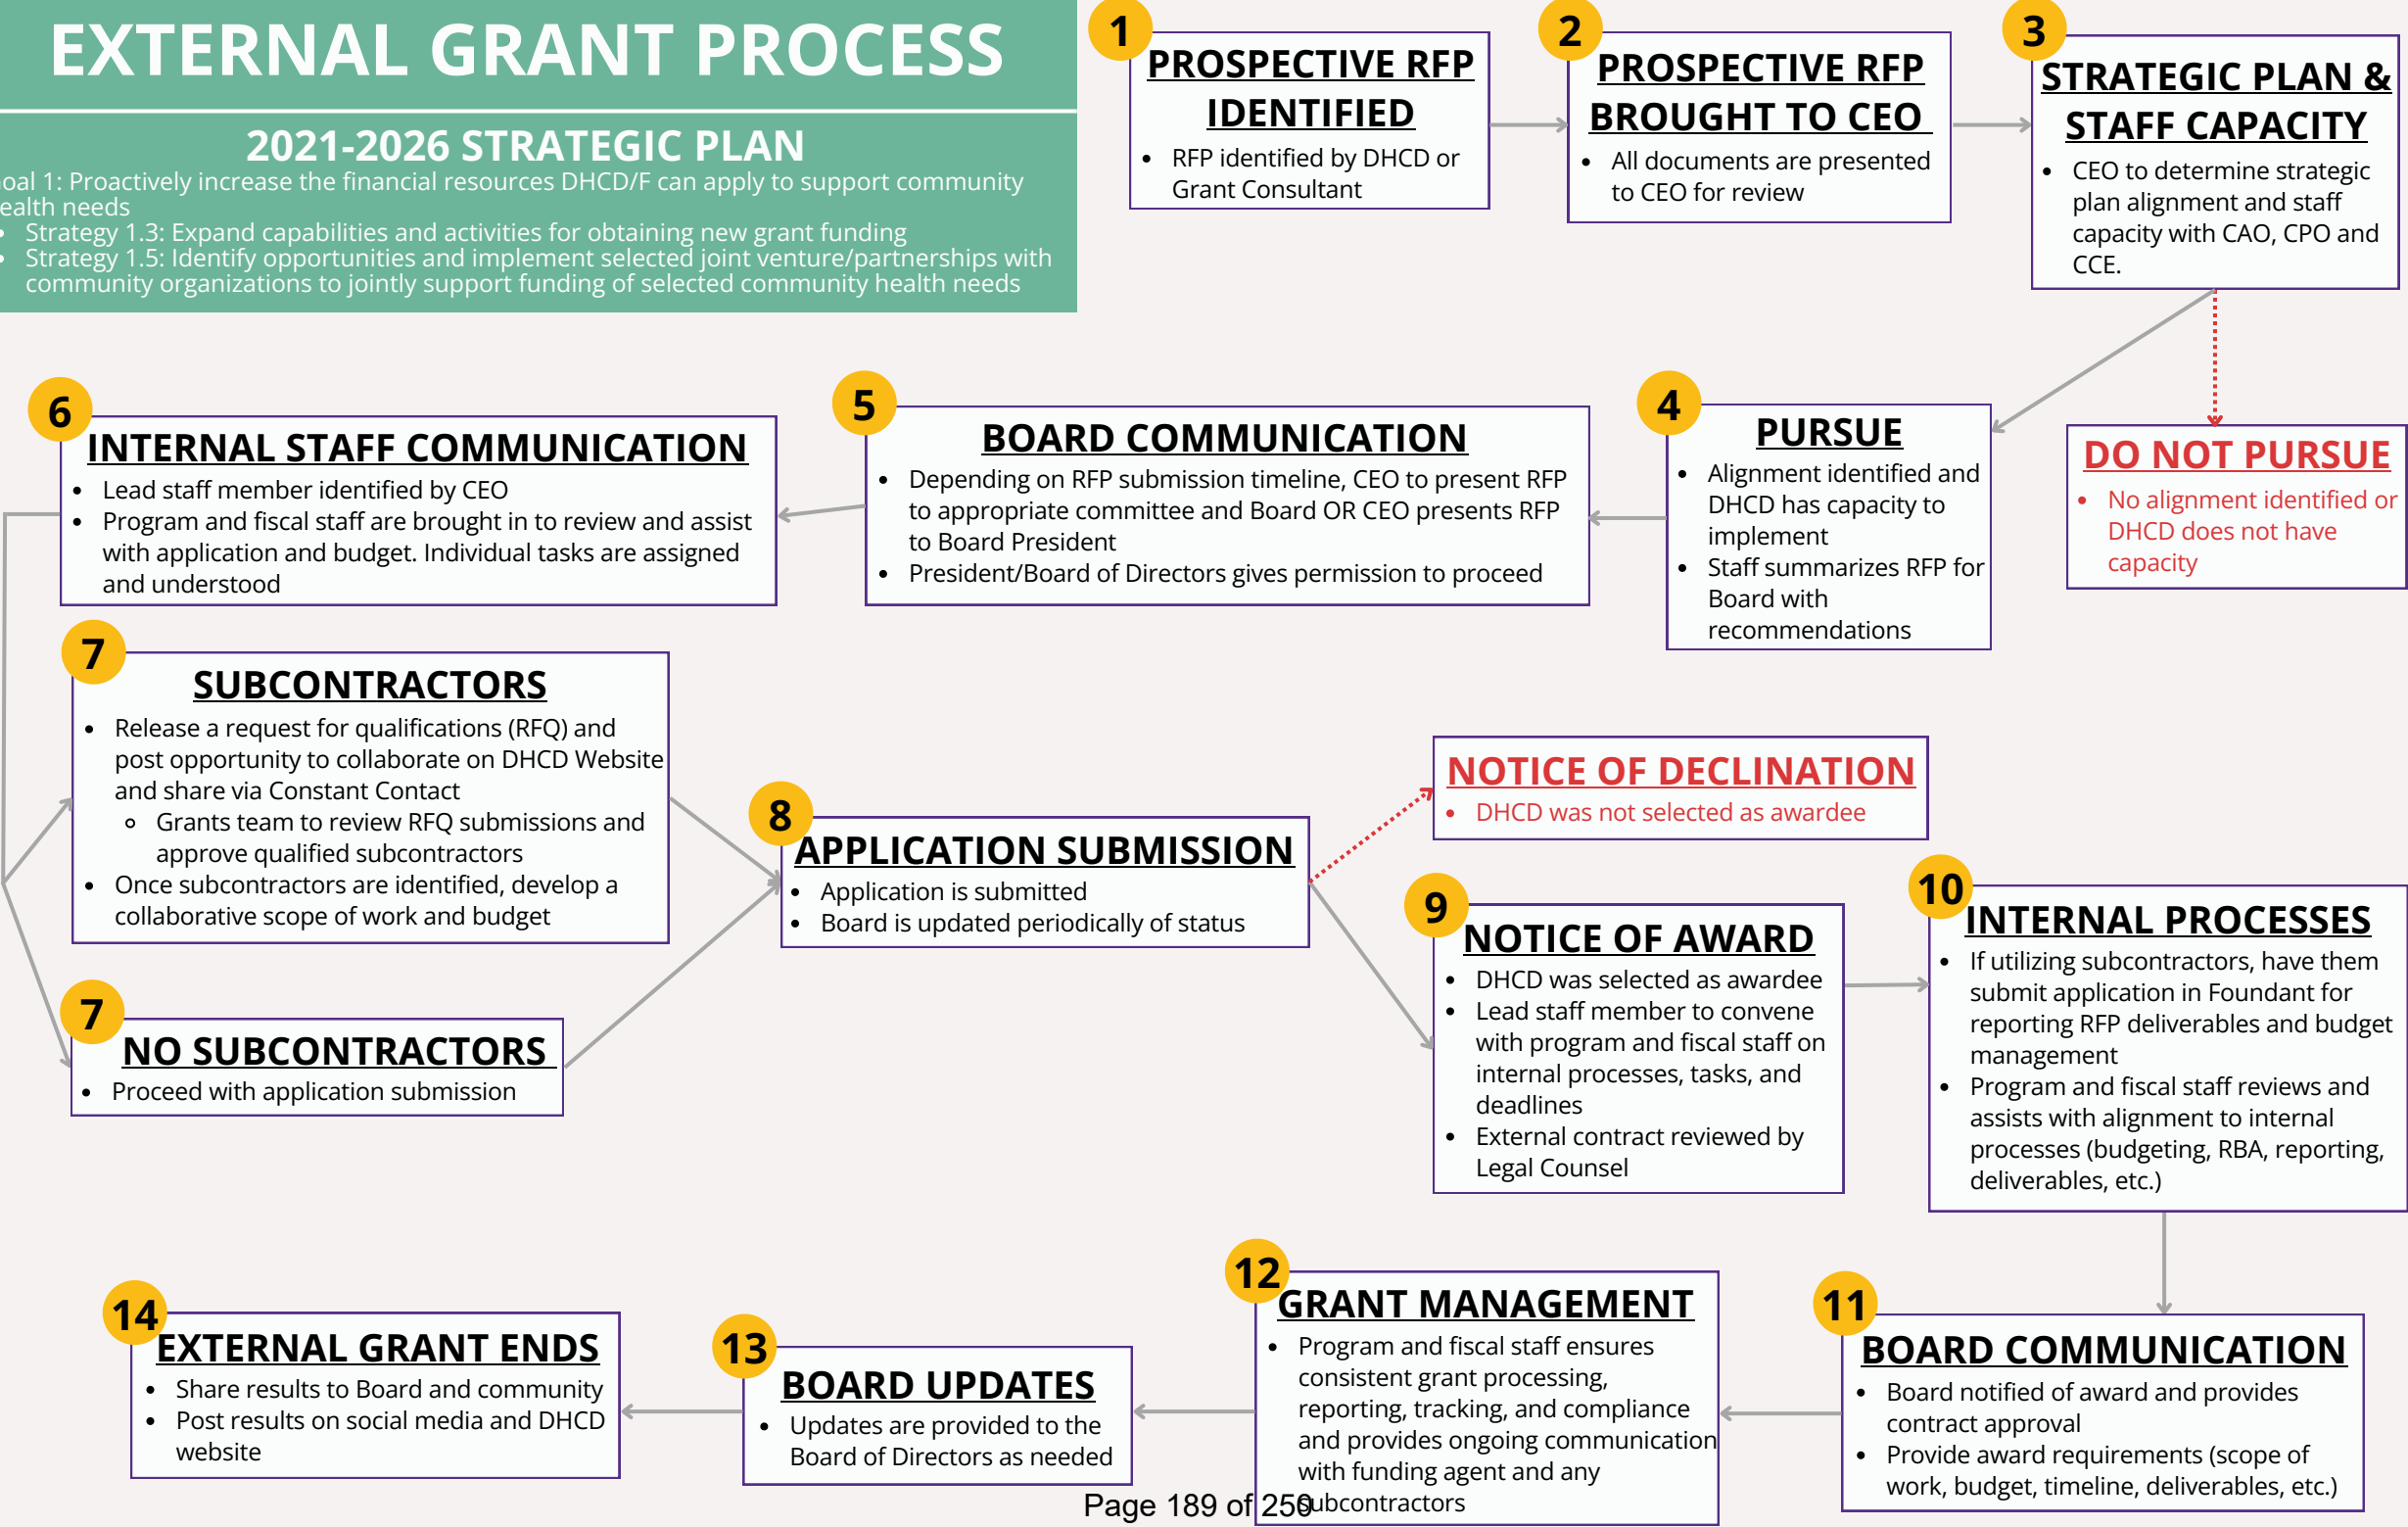 EXTERNAL GRANT PROCESS
2021-2026 STRATEGIC PLAN
oal 1: Proactively increase the financial resources DHCD/F can apply to support community
ealth needs
• Strategy 1.3: Expand capabilities and activities for obtaining new grant funding
• Strategy 1.5: Identify opportunities and implement selected joint venture/partnerships with
community organizations to jointly support funding of selected community health needs
1
PROSPECTIVE RFP
IDENTIFIED
• RFP identified by DHCD or
Grant Consultant
2
PROSPECTIVE RFP
BROUGHT TO CEO
• All documents are presented
to CEO for review
3
STRATEGIC PLAN &
STAFF CAPACITY
• CEO to determine strategic
plan alignment and staff
capacity with CAO, CPO and
CCE.
DO NOT PURSUE
• No alignment identified or
DHCD does not have
capacity
4
PURSUE
• Alignment identified and
DHCD has capacity to
implement
• Staff summarizes RFP for
Board with
recommendations
5
BOARD COMMUNICATION
• Depending on RFP submission timeline, CEO to present RFP
to appropriate committee and Board OR CEO presents RFP
to Board President
• President/Board of Directors gives permission to proceed
6
INTERNAL STAFF COMMUNICATION
• Lead staff member identified by CEO
• Program and fiscal staff are brought in to review and assist
with application and budget. Individual tasks are assigned
and understood
7
SUBCONTRACTORS
• Release a request for qualifications (RFQ) and
post opportunity to collaborate on DHCD Website
and share via Constant Contact
◦ Grants team to review RFQ submissions and
approve qualified subcontractors
• Once subcontractors are identified, develop a
collaborative scope of work and budget
7
NO SUBCONTRACTORS
• Proceed with application submission
8
APPLICATION SUBMISSION
• Application is submitted
• Board is updated periodically of status
NOTICE OF DECLINATION
• DHCD was not selected as awardee
9
NOTICE OF AWARD
• DHCD was selected as awardee
• Lead staff member to convene
with program and fiscal staff on
internal processes, tasks, and
deadlines
• External contract reviewed by
Legal Counsel
10
INTERNAL PROCESSES
• If utilizing subcontractors, have them
submit application in Foundant for
reporting RFP deliverables and budget
management
• Program and fiscal staff reviews and
assists with alignment to internal
processes (budgeting, RBA, reporting,
deliverables, etc.)
11
BOARD COMMUNICATION
• Board notified of award and provides
contract approval
• Provide award requirements (scope of
work, budget, timeline, deliverables, etc.)
12
GRANT MANAGEMENT
• Program and fiscal staff ensures
consistent grant processing,
reporting, tracking, and compliance
and provides ongoing communication
with funding agent and any
subcontractors
13
BOARD UPDATES
• Updates are provided to the
Board of Directors as needed
14
EXTERNAL GRANT ENDS
• Share results to Board and community
• Post results on social media and DHCD
website
Page 189 of 250